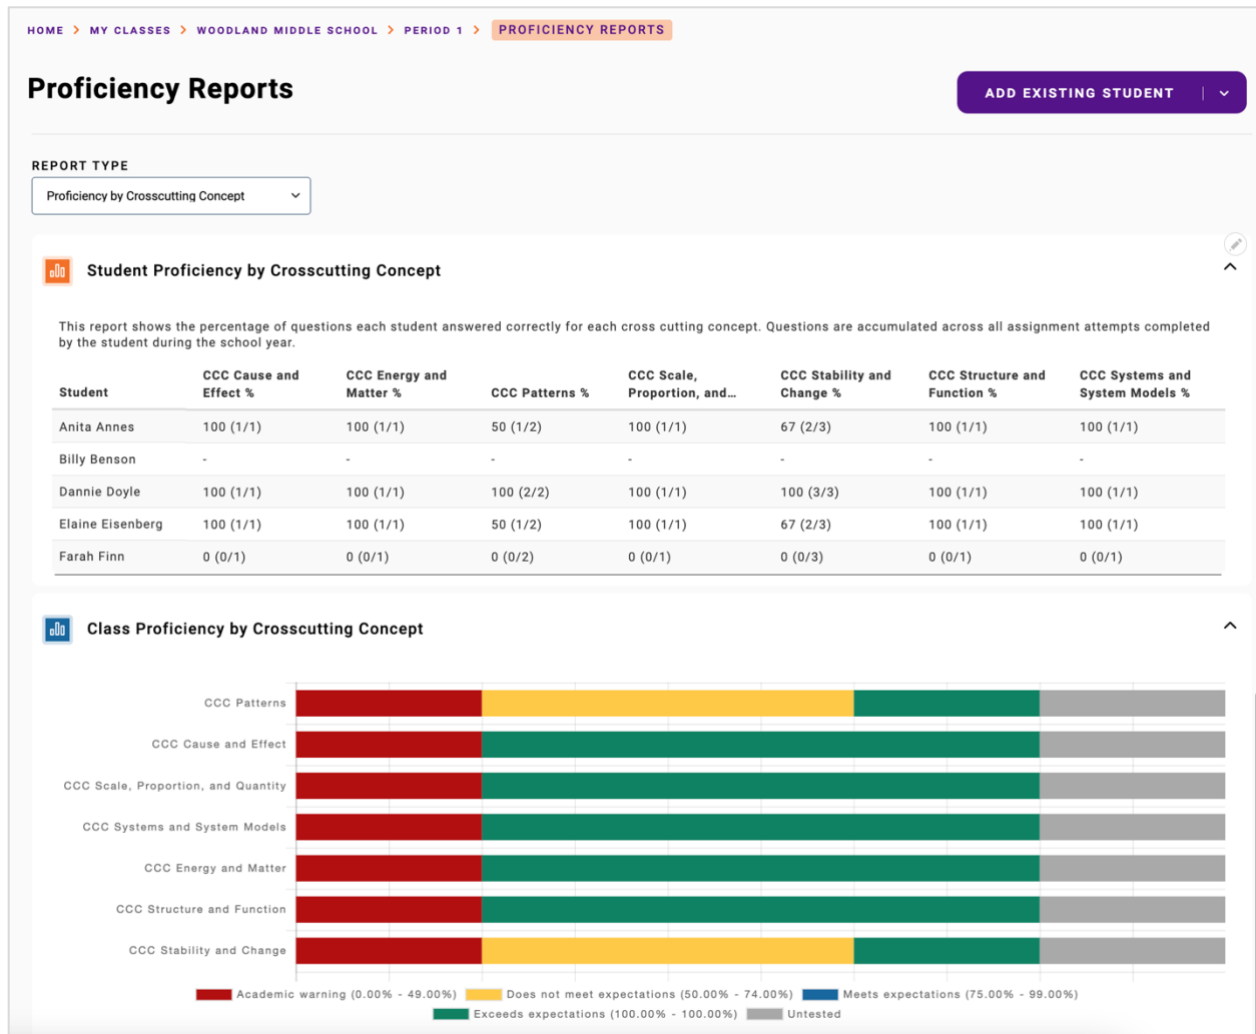 HOME > MY CLASSES > WOODLAND MIDDLE SCHOOL > PERIOD 1 > PROFICIENCY REPORTS
Proficiency Reports
ADD EXISTING STUDENT
REPORT TYPE
Proficiency by Crosscutting Concept
Student Proficiency by Crosscutting Concept
This report shows the percentage of questions each student answered correctly for each cross cutting concept. Questions are accumulated across all assignment attempts completed
by the student during the school year.
Student CCC Cause and Effect % CCC Energy and Matter % CCC Patterns % CCC Scale, Proportion, and... CCC Stability and Change % CCC Structure and Function % CCC Systems and System Models %
Anita Annes 100 (1/1) 100 (1/1) 50 (1/2) 100 (1/1) 67 (2/3) 100 (1/1) 100 (1/1)
Billy Benson - - - - - - -
Dannie Doyle 100 (1/1) 100 (1/1) 100 (2/2) 100 (1/1) 100 (3/3) 100 (1/1) 100 (1/1)
Elaine Eisenberg 100 (1/1) 100 (1/1) 50 (1/2) 100 (1/1) 67 (2/3) 100 (1/1) 100 (1/1)
Farah Finn 0 (0/1) 0 (0/1) 0 (0/2) 0 (0/1) 0 (0/3) 0 (0/1) 0 (0/1)
Class Proficiency by Crosscutting Concept
CCC Patterns
CCC Cause and Effect
CCC Scale, Proportion, and Quantity
CCC Systems and System Models
CCC Energy and Matter
CCC Structure and Function
CCC Stability and Change
Academic warning (0.00% - 49.00%) Does not meet expectations (50.00% - 74.00%) Meets expectations (75.00% - 99.00%)
Exceeds expectations (100.00% - 100.00%) Untested